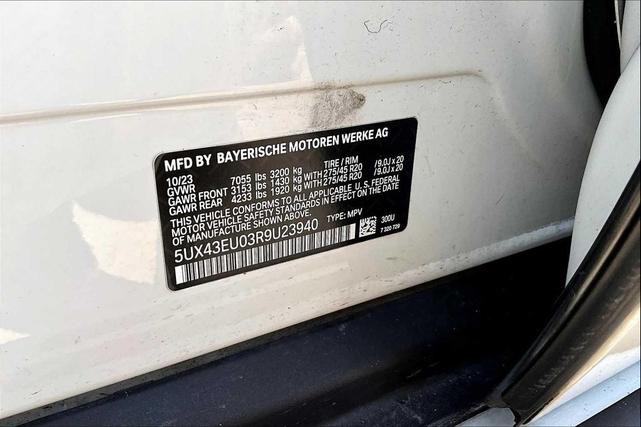 MFD BY BAYERISCHE MOTOREN WERKE AG
10/23 TIRE / RIM
GVWR 7055 lbs 3200 kg
GAWR FRONT 3153 lbs 1430 kg WITH 275/45 R20 / 9.0J x 20
GAWR REAR 4233 lbs 1920 kg WITH 275/45 R20 / 9.0J x 20
THIS VEHICLE CONFORMS TO ALL APPLICABLE U.S. FEDERAL
MOTOR VEHICLE SAFETY STANDARDS IN EFFECT ON THE DATE OF
MANUFACTURE SHOWN ABOVE.
5UX43EU03R9U23940 TYPE: MPV 300U
7 320 729